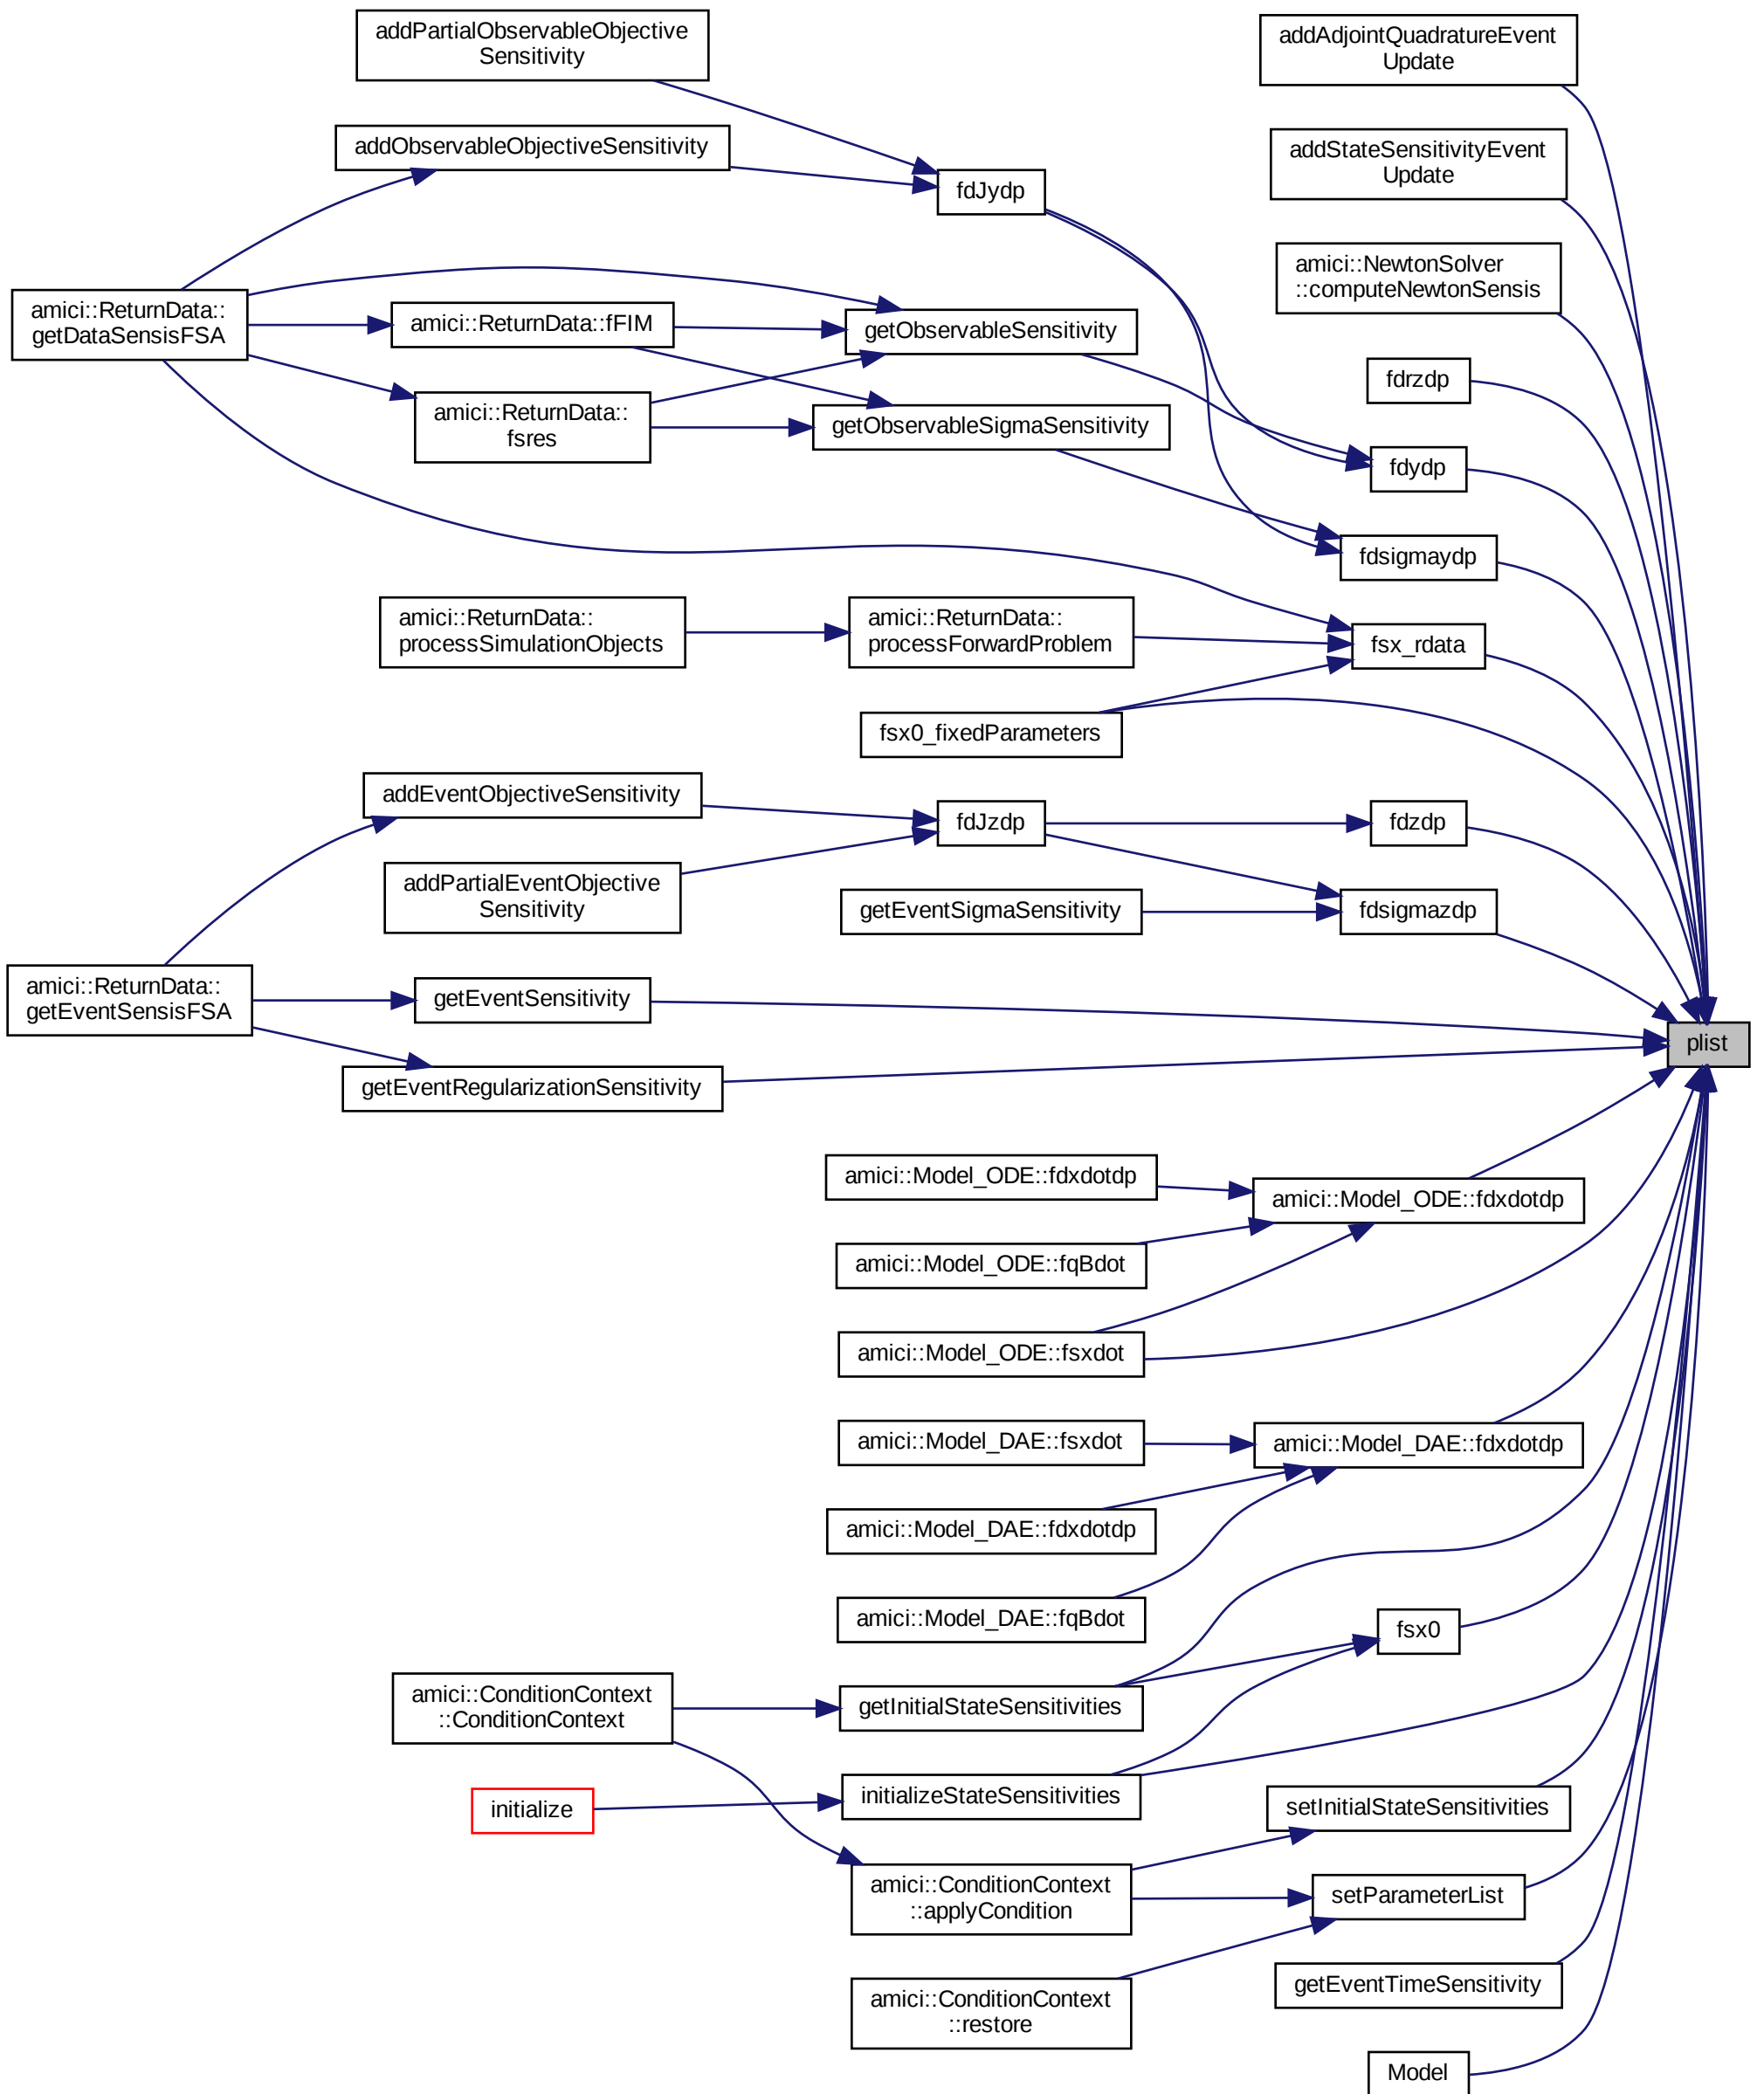 addPartialObservableObjective
Sensitivity
addAdjointQuadratureEvent
Update
addObservableObjectiveSensitivity
addStateSensitivityEvent
Update
fdJydp
amici::NewtonSolver
::computeNewtonSensis
amici::ReturnData::
getDataSensisFSA
amici::ReturnData::fFIM
getObservableSensitivity
fdrzdp
amici::ReturnData::
fsres
getObservableSigmaSensitivity
fdydp
fdsigmaydp
amici::ReturnData::
processSimulationObjects
amici::ReturnData::
processForwardProblem
fsx_rdata
fsx0_fixedParameters
addEventObjectiveSensitivity
fdJzdp
fdzdp
addPartialEventObjective
Sensitivity
getEventSigmaSensitivity
fdsigmazdp
amici::ReturnData::
getEventSensisFSA
getEventSensitivity
plist
getEventRegularizationSensitivity
amici::Model_ODE::fdxdotdp
amici::Model_ODE::fdxdotdp
amici::Model_ODE::fqBdot
amici::Model_ODE::fsxdot
amici::Model_DAE::fsxdot
amici::Model_DAE::fdxdotdp
amici::Model_DAE::fdxdotdp
amici::Model_DAE::fqBdot
fsx0
amici::ConditionContext
::ConditionContext
getInitialStateSensitivities
initialize
initializeStateSensitivities
setInitialStateSensitivities
amici::ConditionContext
::applyCondition
setParameterList
getEventTimeSensitivity
amici::ConditionContext
::restore
Model